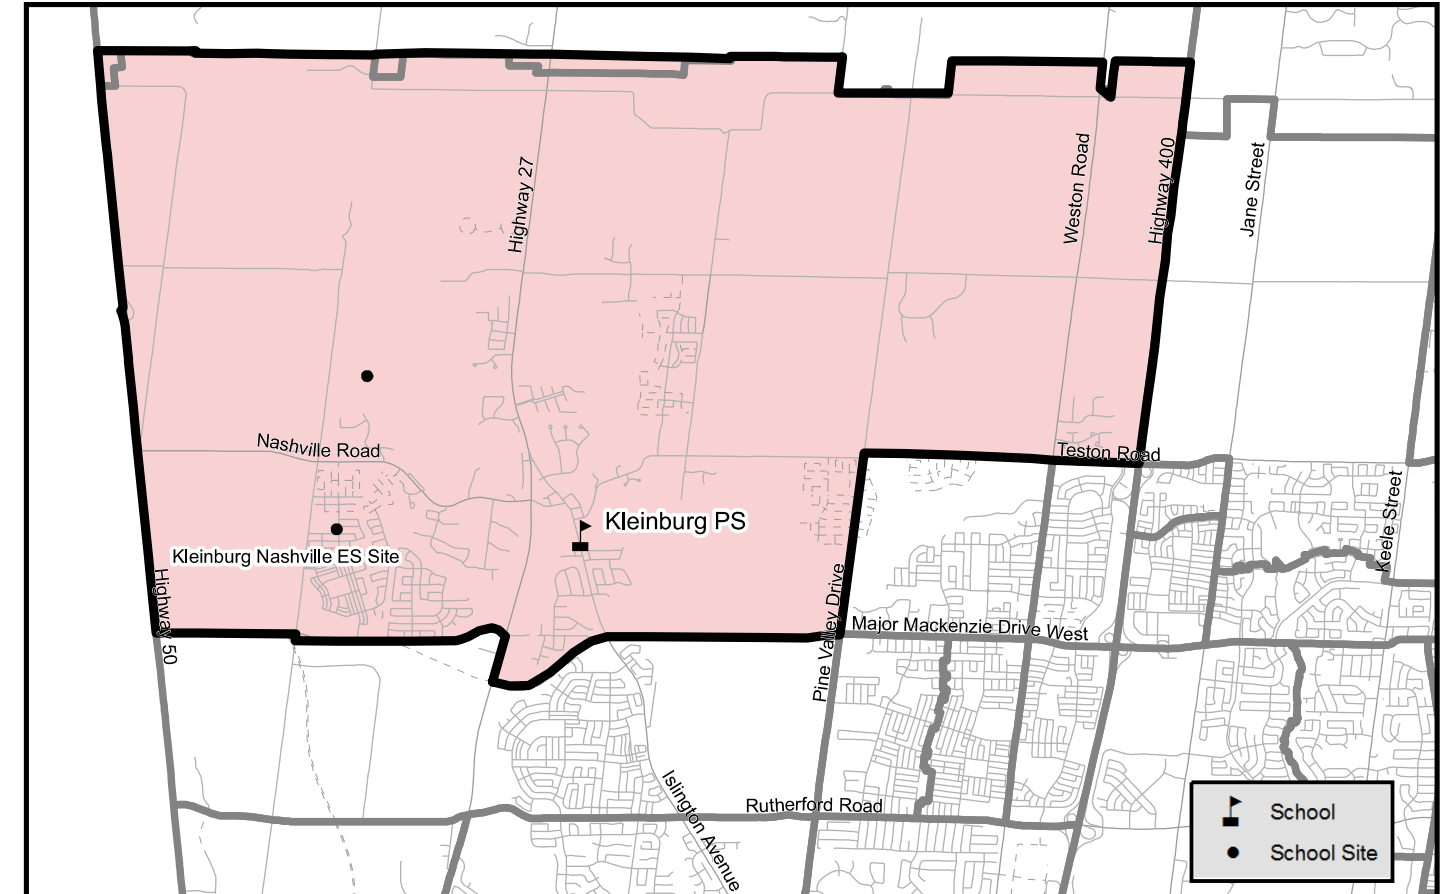 Highway 27
Weston Road
Highway 400
Jane Street
Nashville Road
Teston Road
Keele Street
Kleinburg PS
Kleinburg Nashville ES Site
Highway 50
Pine Valley Drive
Major Mackenzie Drive West
Islington Avenue
Rutherford Road
School
School Site